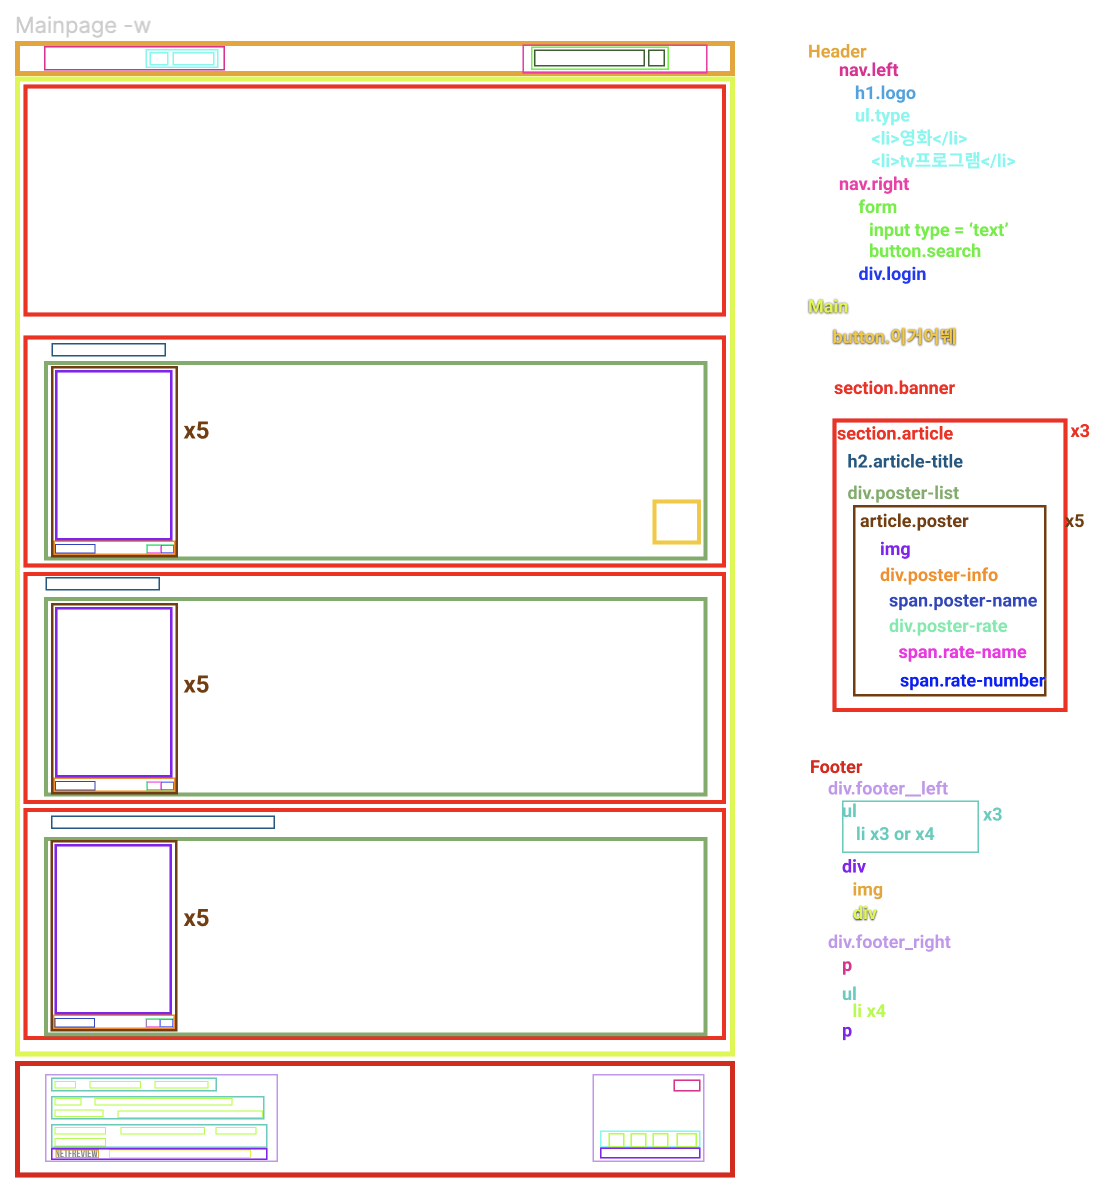 Mainpage -w
x5
x5
x5
NETFREVIEW
Header
nav.left
h1.logo
ul.type
<li>영화</li>
<li>tv프로그램</li>
nav.right
form
input type = ‘text’
button.search
div.login
Main
button.이거어뛔
section.banner
section.article
x3
h2.article-title
div.poster-list
article.poster
x5
img
div.poster-info
span.poster-name
div.poster-rate
span.rate-name
span.rate-number
Footer
div.footer__left
ul
x3
li x3 or x4
div
img
div
div.footer_right
p
ul
li x4
p